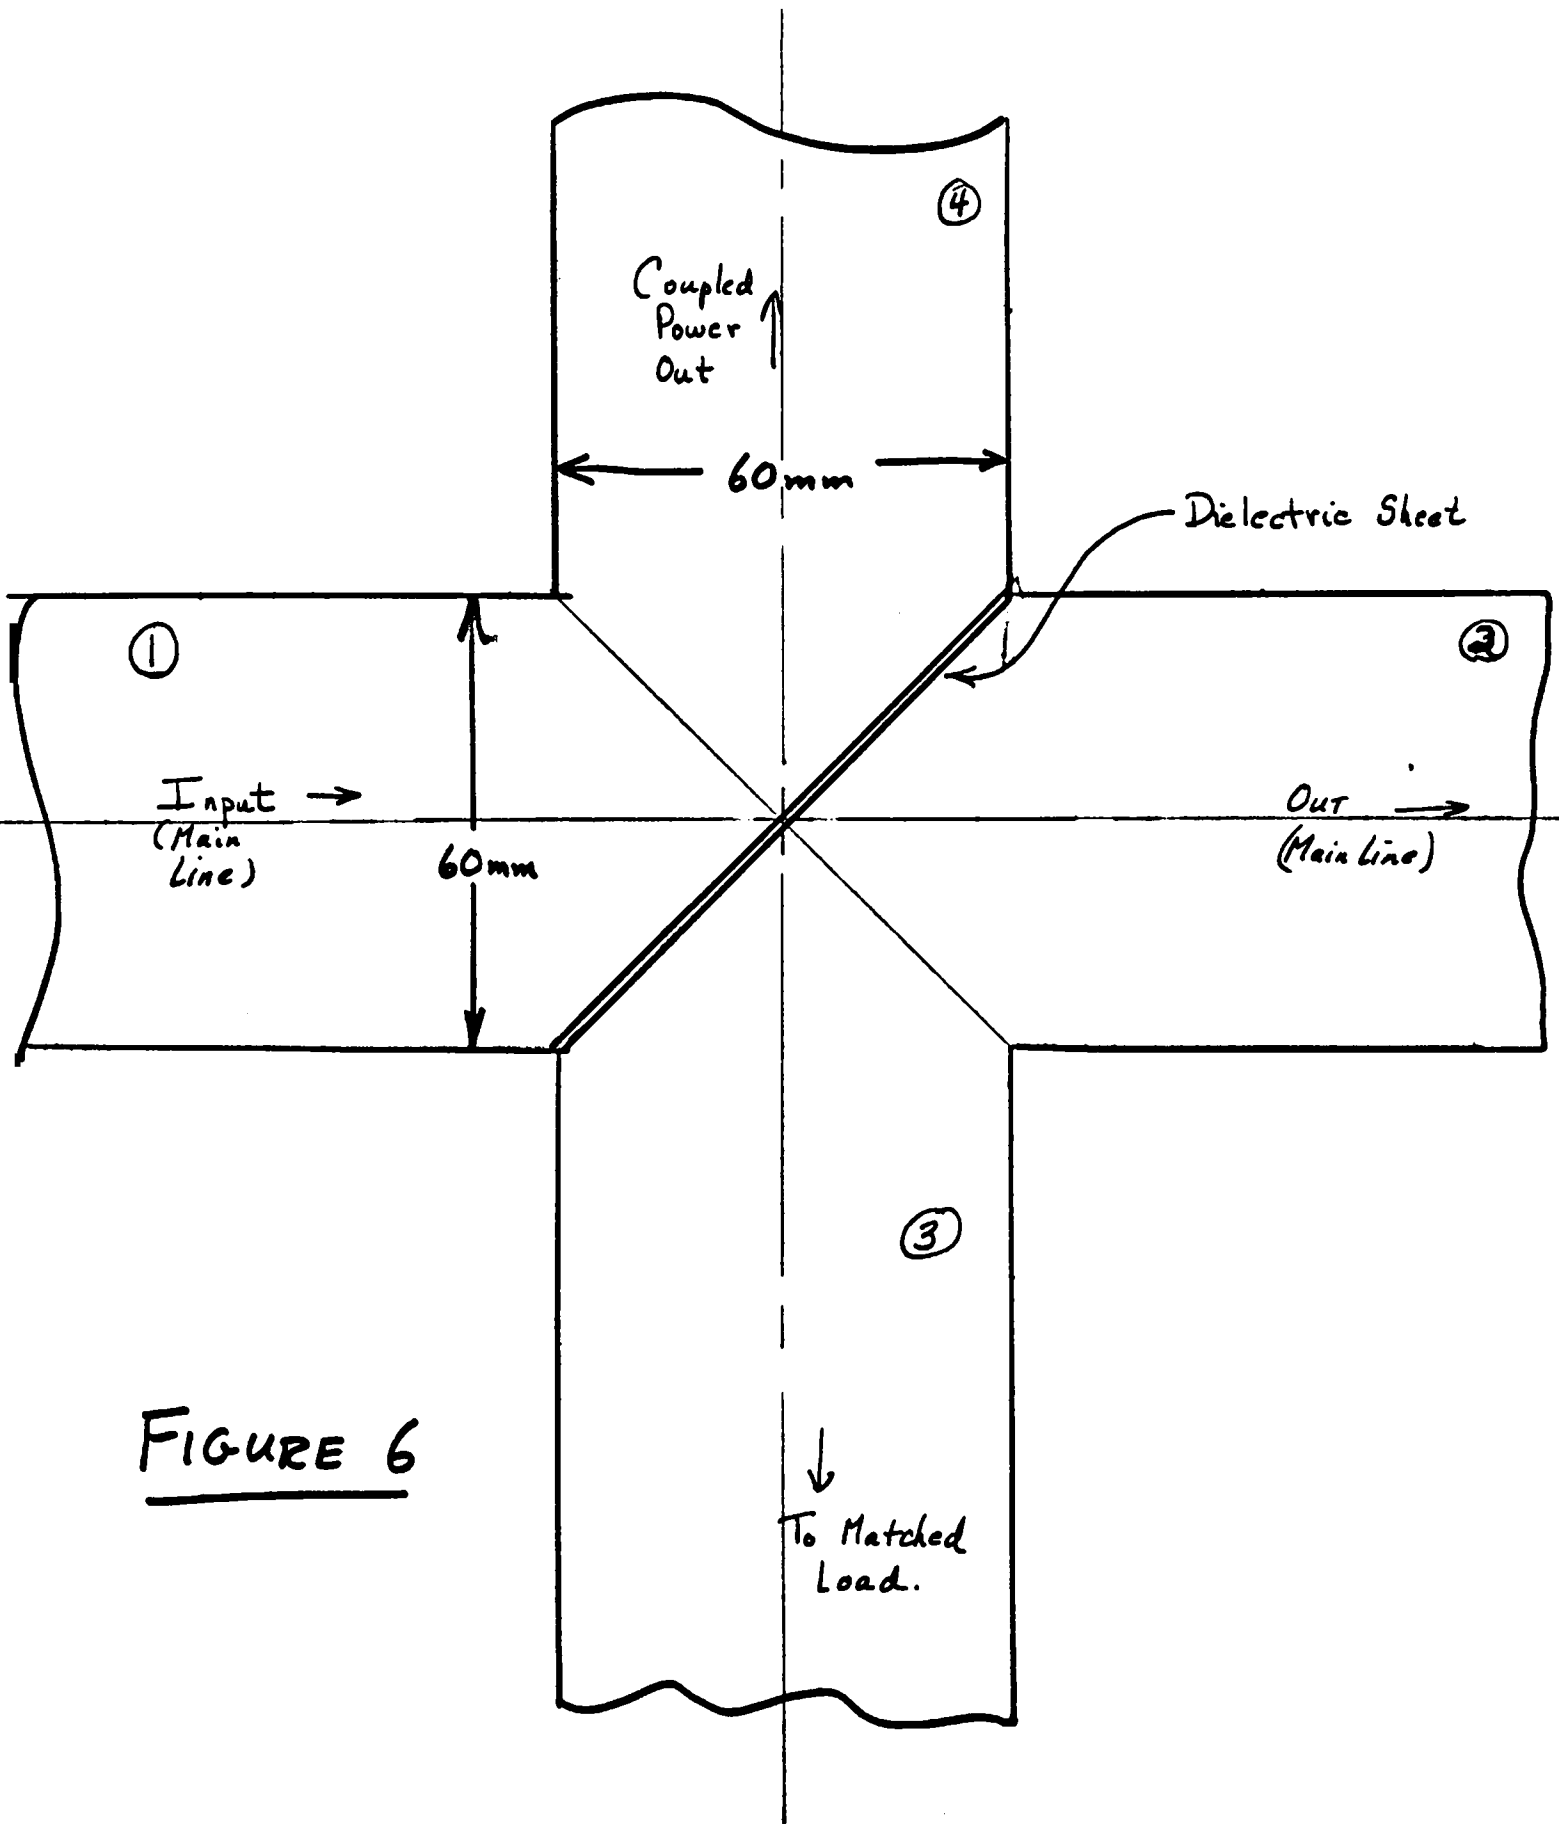 ④
Coupled
Power
Out
60mm
Dielectric Sheet
①
②
Input
(Main
Line)
60mm
Out
(Main Line)
③
FIGURE 6
To Matched
Load.